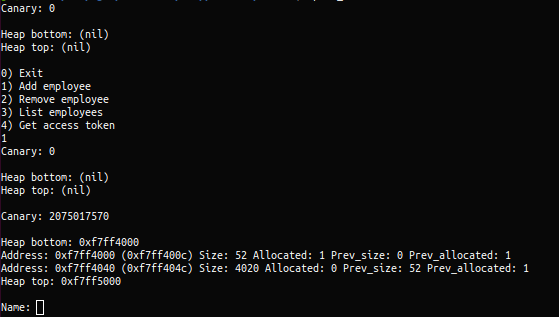 Canary: 0
Heap bottom: (nil)
Heap top: (nil)
0) Exit
1) Add employee
2) Remove employee
3) List employees
4) Get access token
1
Canary: 0
Heap bottom: (nil)
Heap top: (nil)
Canary: 2075017570
Heap bottom: 0xf7ff4000
Address: 0xf7ff4000 (0xf7ff400c) Size: 52 Allocated: 1 Prev_size: 0 Prev_allocated: 1
Address: 0xf7ff4040 (0xf7ff404c) Size: 4020 Allocated: 0 Prev_size: 52 Prev_allocated: 1
Heap top: 0xf7ff5000
Name: